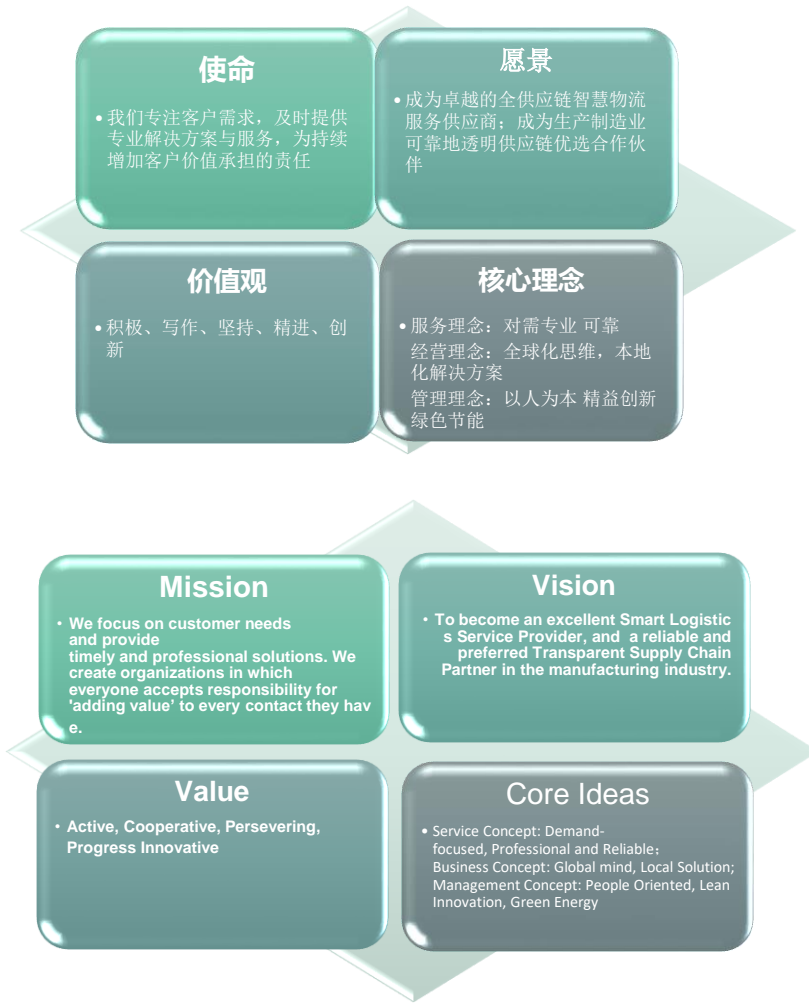 使命
• 我们专注客户需求，及时提供
专业解决方案与服务，为持续
增加客户价值承担的责任
愿景
• 成为卓越的全供应链智慧物流
服务供应商；成为生产制造业
可靠地透明供应链优选合作伙
伴
价值观
• 积极、写作、坚持、精进、创
新
核心理念
• 服务理念：对需专业 可靠
经营理念：全球化思维，本地
化解决方案
管理理念：以人为本 精益创新
绿色节能
Mission
• We focus on customer needs
and provide
timely and professional solutions. We
create organizations in which
everyone accepts responsibility for
'adding value’ to every contact they hav
e.
Vision
• To become an excellent Smart Logistic
s Service Provider, and a reliable and
preferred Transparent Supply Chain
Partner in the manufacturing industry.
Value
• Active, Cooperative, Persevering,
Progress Innovative
Core Ideas
• Service Concept: Demand-
focused, Professional and Reliable；
Business Concept: Global mind, Local Solution;
Management Concept: People Oriented, Lean
Innovation, Green Energy